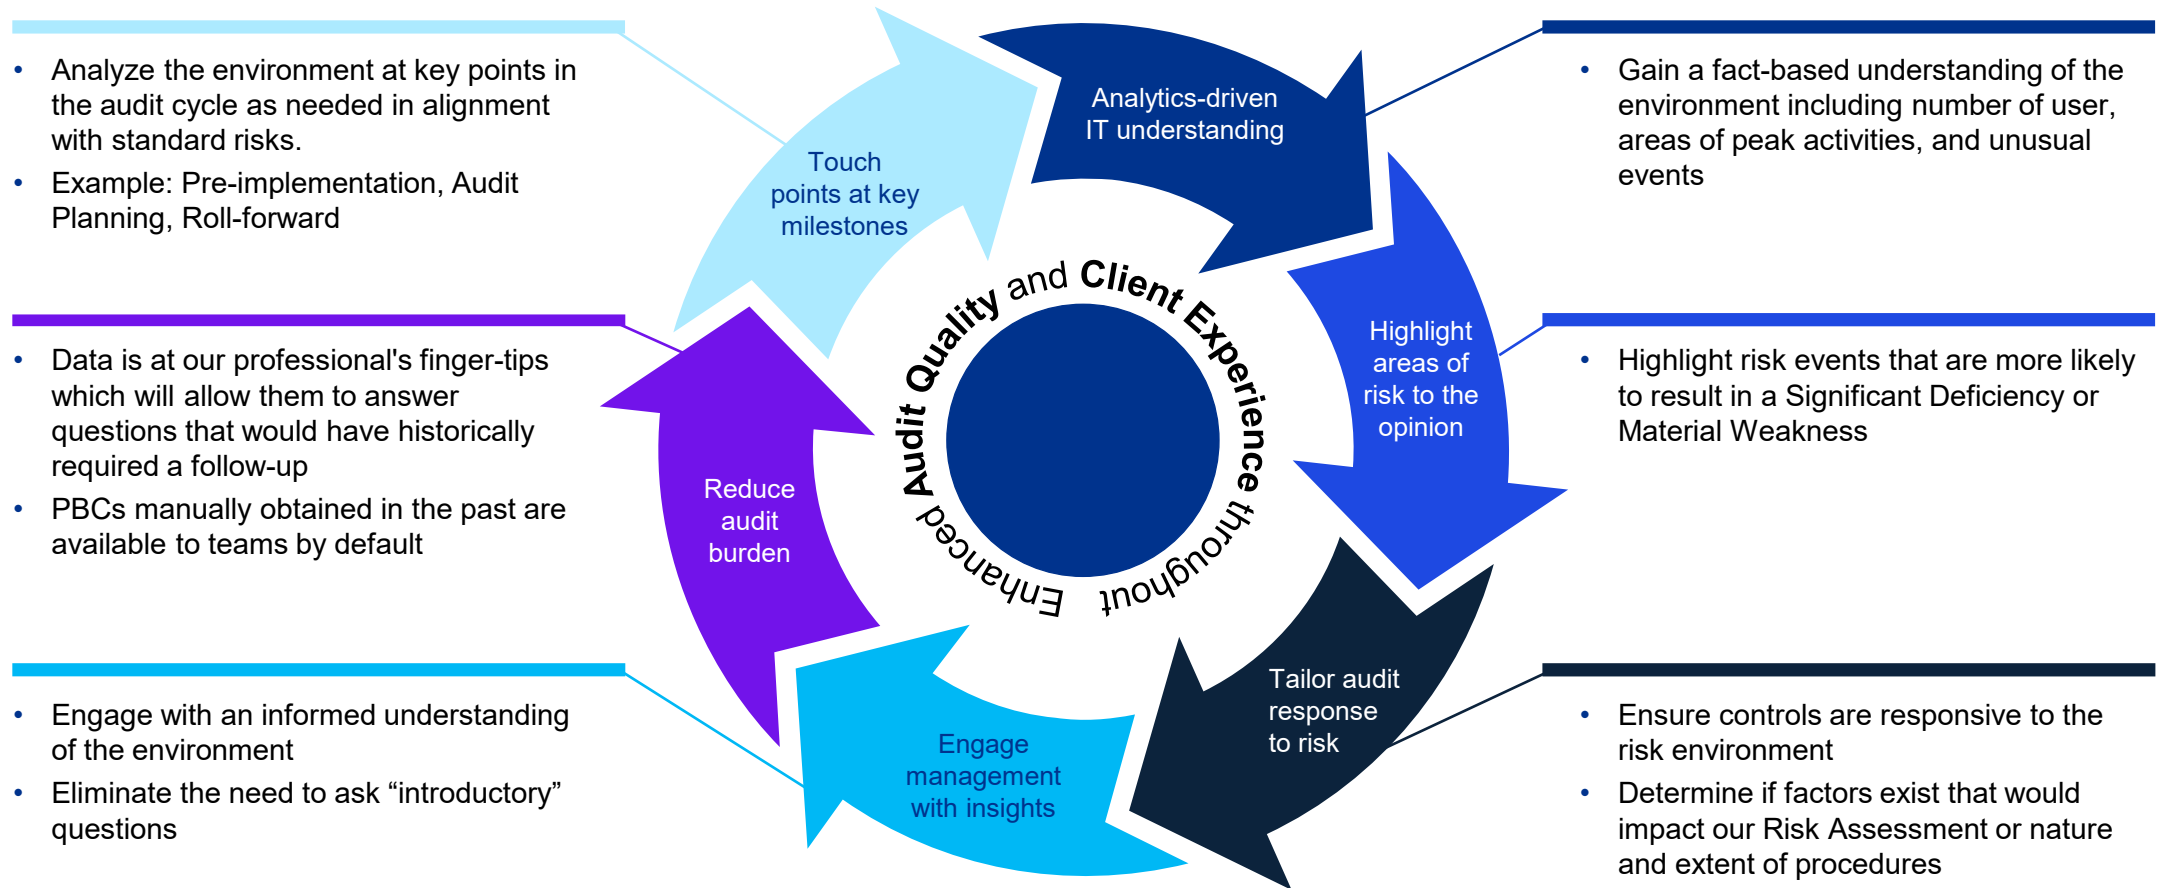 • Analyze the environment at key points in
the audit cycle as needed in alignment
with standard risks.
• Example: Pre-implementation, Audit
Planning, Roll-forward
• Data is at our professional's finger-tips
which will allow them to answer
questions that would have historically
required a follow-up
• PBCs manually obtained in the past are
available to teams by default
• Engage with an informed understanding
of the environment
• Eliminate the need to ask “introductory”
questions
Touch
points at key
milestones
Analytics-driven
IT understanding
Highlight
areas of
risk to the
opinion
Tailor audit
response
to risk
Engage
management
with insights
Reduce
audit
burden
Enhanced Audit Quality and Client Experience throughout
• Gain a fact-based understanding of the
environment including number of user,
areas of peak activities, and unusual
events
• Highlight risk events that are more likely
to result in a Significant Deficiency or
Material Weakness
• Ensure controls are responsive to the
risk environment
• Determine if factors exist that would
impact our Risk Assessment or nature
and extent of procedures